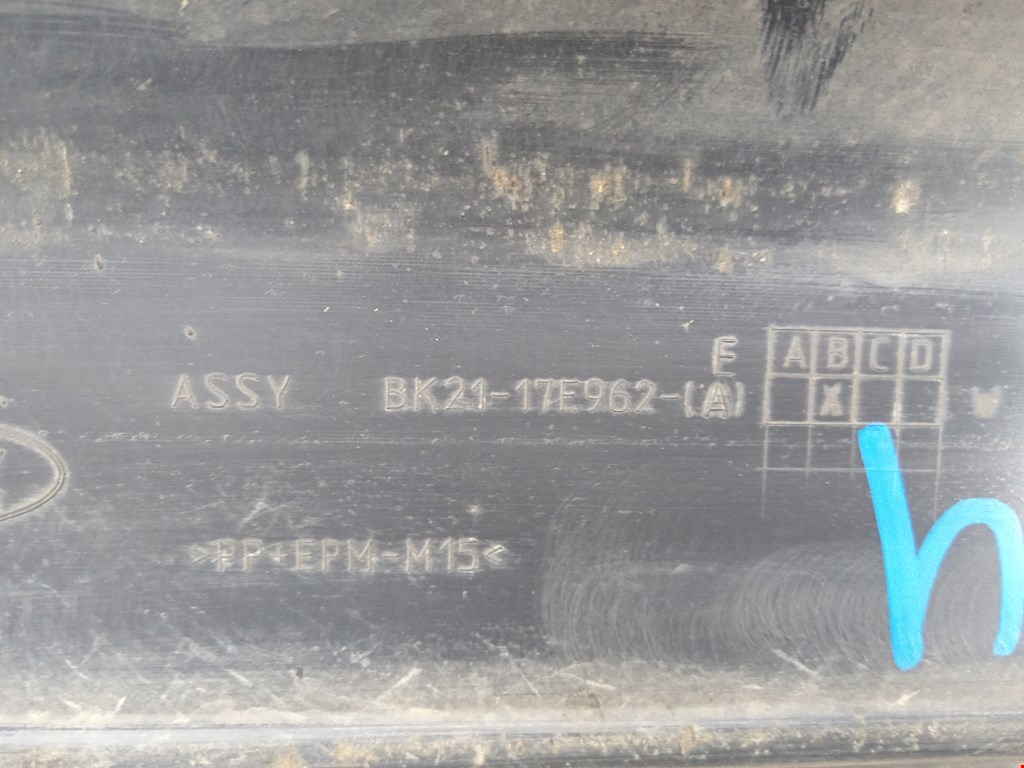 E
A B C D
ASSY BK21-17E962-(A)
X
>PP+EPM-M15<
h